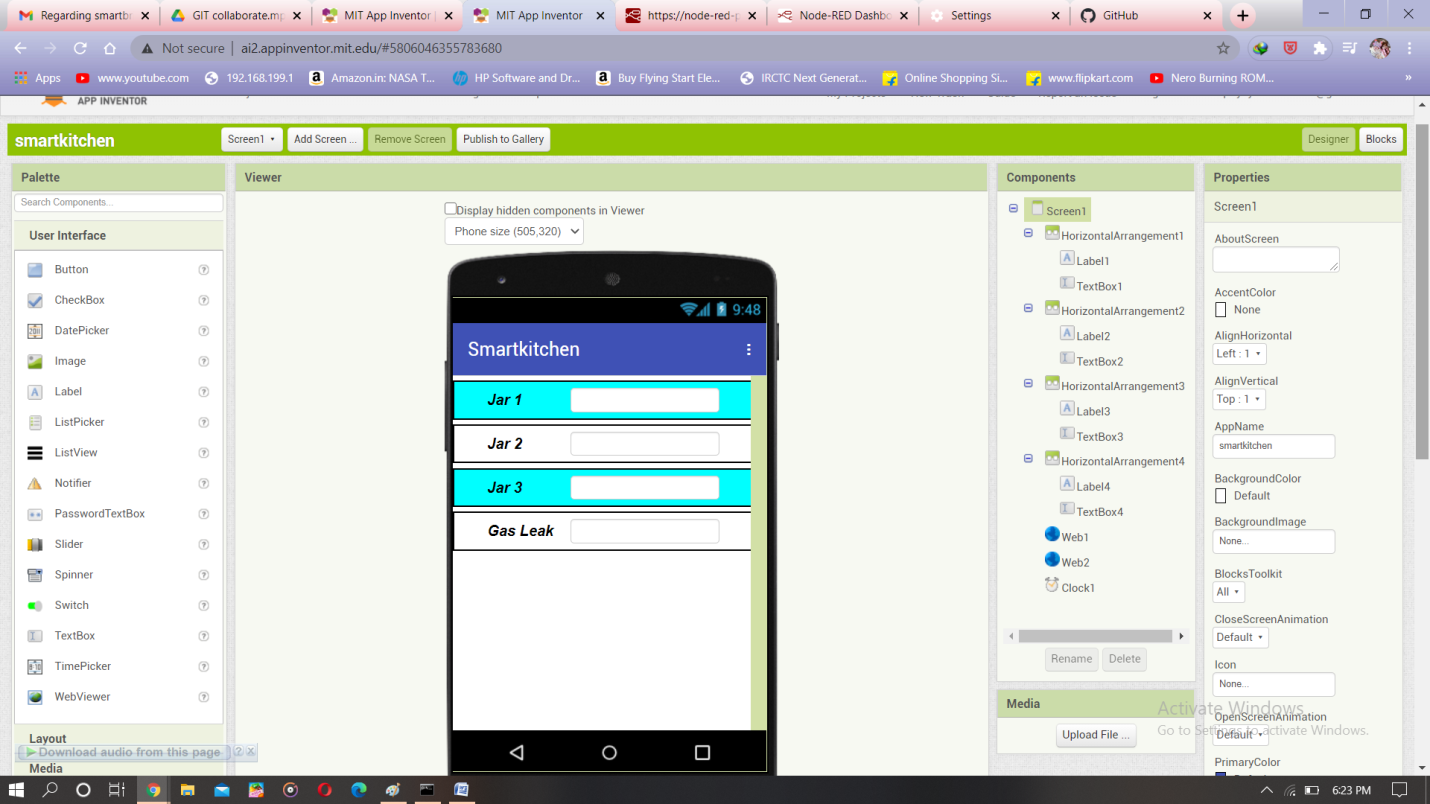 Regarding smartbr
GIT collaborate.mp
MIT App Inventor
MIT App Inventor
https://node-red-p
Node-RED Dashbo
Settings
GitHub
Not secure | ai2.appinventor.mit.edu/#5806046355783680
Apps
www.youtube.com
192.168.199.1
Amazon.in: NASA T...
HP Software and Dr...
Buy Flying Start Ele...
IRCTC Next Generat...
Online Shopping Si...
www.flipkart.com
Nero Burning ROM...
APP INVENTOR
smartkitchen
Screen1
Add Screen ...
Remove Screen
Publish to Gallery
Designer
Blocks
Palette
Search Components...
User Interface
Button
CheckBox
DatePicker
Image
Label
ListPicker
ListView
Notifier
PasswordTextBox
Slider
Spinner
Switch
TextBox
TimePicker
WebViewer
Layout
Download audio from this page
Media
Viewer
Display hidden components in Viewer
Phone size (505,320)
9:48
Smartkitchen
Jar 1
Jar 2
Jar 3
Gas Leak
Components
Screen1
HorizontalArrangement1
Label1
TextBox1
HorizontalArrangement2
Label2
TextBox2
HorizontalArrangement3
Label3
TextBox3
HorizontalArrangement4
Label4
TextBox4
Web1
Web2
Clock1
Rename
Delete
Media
Upload File ...
Properties
Screen1
AboutScreen
AccentColor
None
AlignHorizontal
Left : 1
AlignVertical
Top : 1
AppName
smartkitchen
BackgroundColor
Default
BackgroundImage
None...
BlocksToolkit
All
CloseScreenAnimation
Default
Icon
None...
OpenScreenAnimation
Default
PrimaryColor
Activate Windows
Go to Settings to activate Windows.
6:23 PM